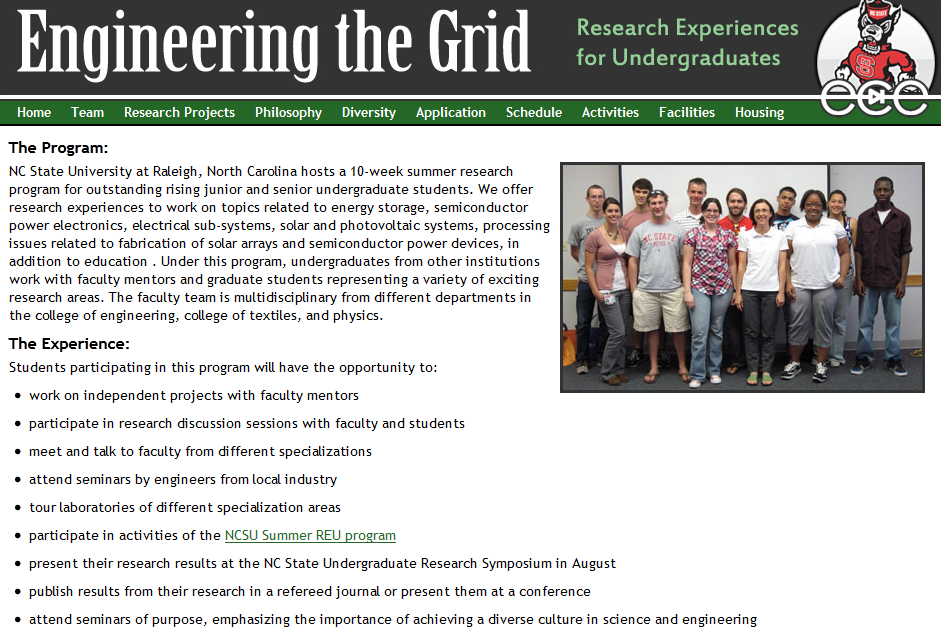 Engineering the Grid
Research Experiences
for Undergraduates
NC STATE
S
ece
Home Team Research Projects Philosophy Diversity Application Schedule Activities Facilities Housing
The Program:
NC State University at Raleigh, North Carolina hosts a 10-week summer research
program for outstanding rising junior and senior undergraduate students. We offer
research experiences to work on topics related to energy storage, semiconductor
power electronics, electrical sub-systems, solar and photovoltaic systems, processing
issues related to fabrication of solar arrays and semiconductor power devices, in
addition to education . Under this program, undergraduates from other institutions
work with faculty mentors and graduate students representing a variety of exciting
research areas. The faculty team is multidisciplinary from different departments in
the college of engineering, college of textiles, and physics.
NC STATE
The Experience:
Students participating in this program will have the opportunity to:
• work on independent projects with faculty mentors
• participate in research discussion sessions with faculty and students
• meet and talk to faculty from different specializations
• attend seminars by engineers from local industry
• tour laboratories of different specialization areas
• participate in activities of the NCSU Summer REU program
• present their research results at the NC State Undergraduate Research Symposium in August
• publish results from their research in a refereed journal or present them at a conference
• attend seminars of purpose, emphasizing the importance of achieving a diverse culture in science and engineering